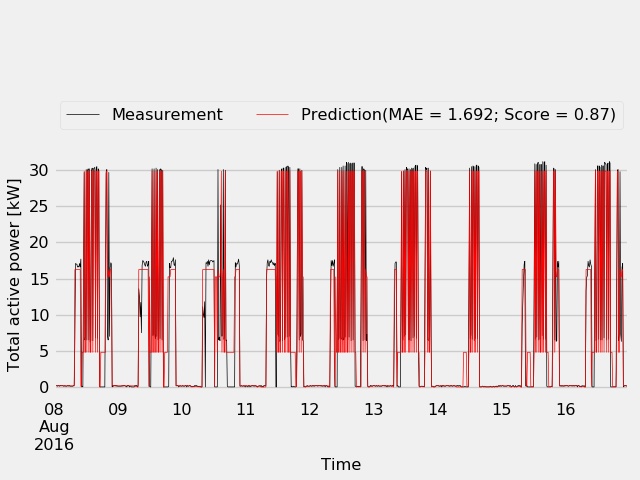 Measurement
Prediction(MAE = 1.692; Score = 0.87)
Total active power [kW]
30
25
20
15
10
5
0
08 09 10 11 12 13 14 15 16
Aug
2016
Time